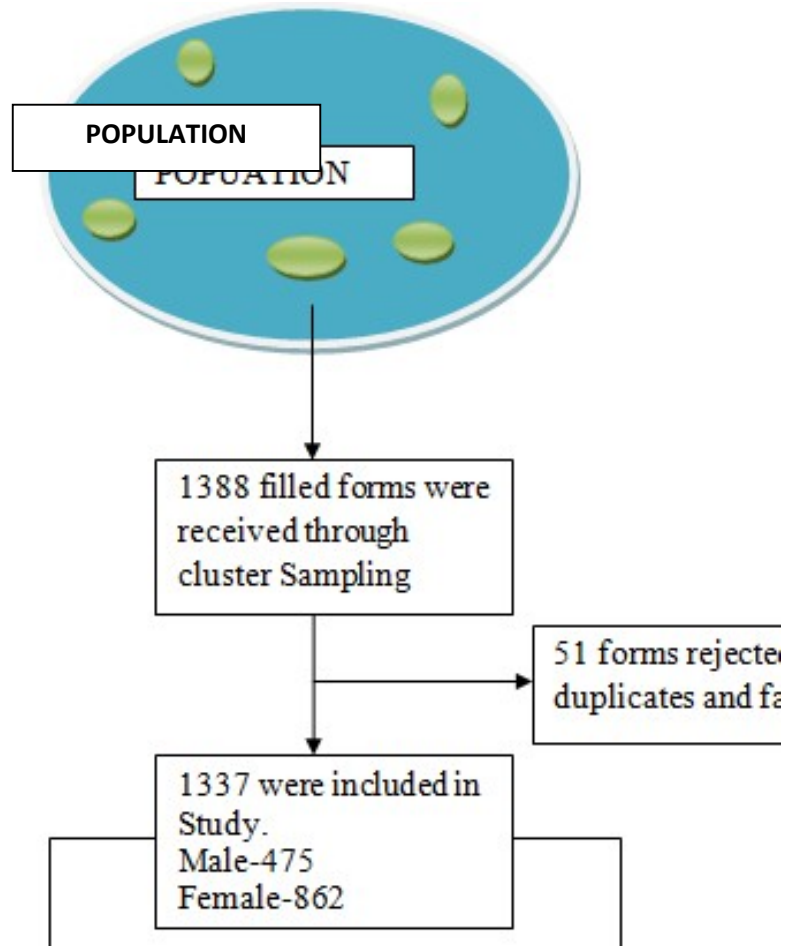 POPULATION
POPUATION
1388 filled forms were
received through
cluster Sampling
51 forms rejecte
duplicates and fa
1337 were included in
Study.
Male-475
Female-862